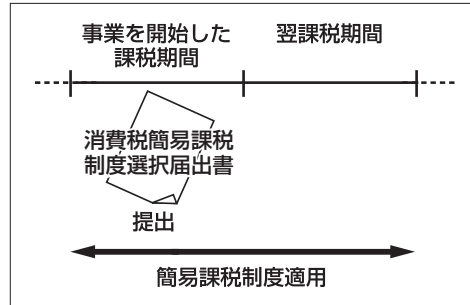 事業を開始した
課税期間
翌課税期間
消費税簡易課税
制度選択届出書
提出
簡易課税制度適用